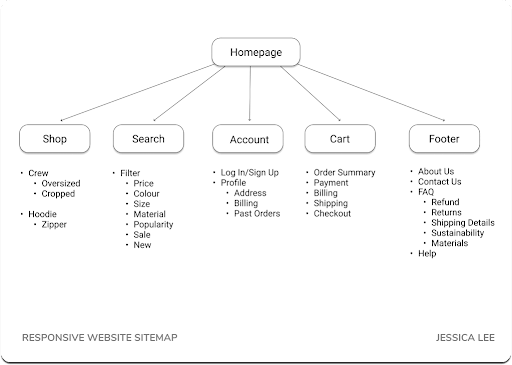 Homepage
Shop
Search
Account
Cart
Footer
• Crew
• Oversized
• Cropped
• Hoodie
• Zipper
• Filter
• Price
• Colour
• Size
• Material
• Popularity
• Sale
• New
• Log In/Sign Up
• Profile
• Address
• Billing
• Past Orders
• Order Summary
• Payment
• Billing
• Shipping
• Checkout
• About Us
• Contact Us
• FAQ
• Refund
• Returns
• Shipping Details
• Sustainability
• Materials
• Help
RESPONSIVE WEBSITE SITEMAP
JESSICA LEE